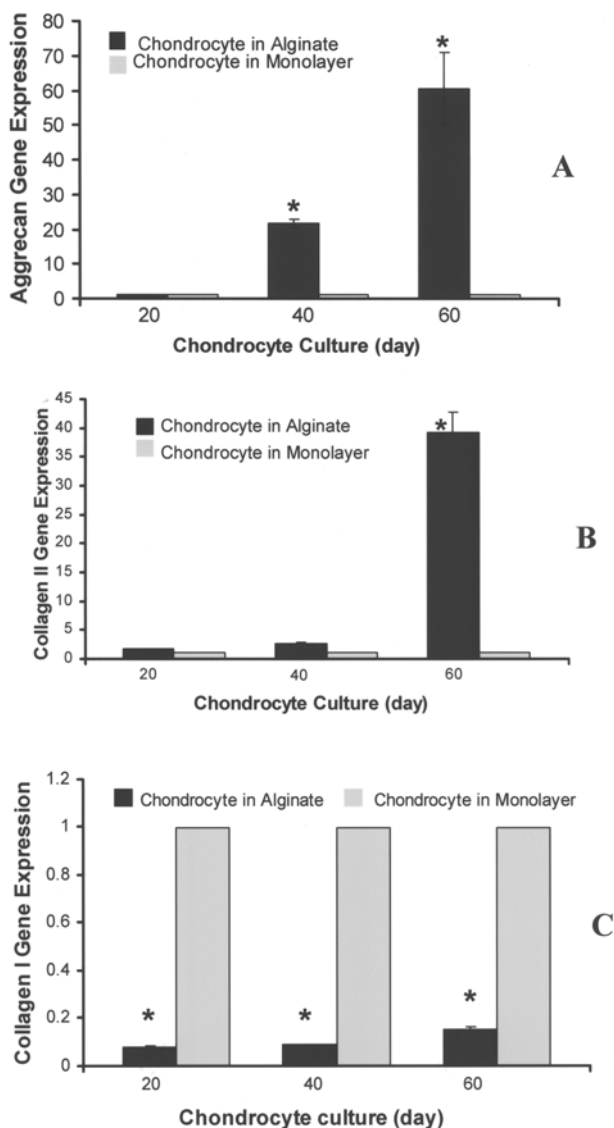 Aggrecan Gene Expression
80
70
60
50
40
30
20
10
0
Chondrocyte in Alginate
Chondrocyte in Monolayer
*
*
20
40
60
Chondrocyte Culture (day)
A
Collagen II Gene Expression
45
40
35
30
25
20
15
10
5
0
Chondrocyte in Alginate
Chondrocyte in Monolayer
*
20
40
60
Chondrocyte Culture (day)
B
Collagen I Gene Expression
1.2
1
0.8
0.6
0.4
0.2
0
Chondrocyte in Alginate
Chondrocyte in Monolayer
*
*
*
20
40
60
Chondrocyte culture (day)
C